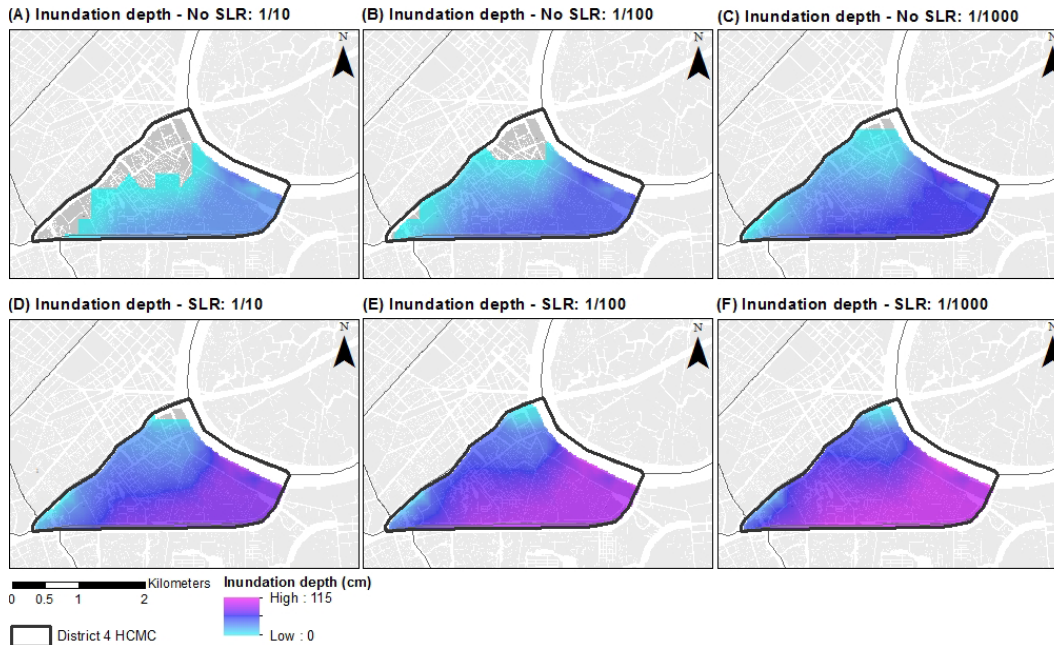 (A) Inundation depth - No SLR: 1/10
(B) Inundation depth - No SLR: 1/100
(C) Inundation depth - No SLR: 1/1000
N
N
N
(D) Inundation depth - SLR: 1/10
(E) Inundation depth - SLR: 1/100
(F) Inundation depth - SLR: 1/1000
N
N
N
Kilometers
0 0.5 1 2
District 4 HCMC
Inundation depth (cm)
High : 115
Low : 0